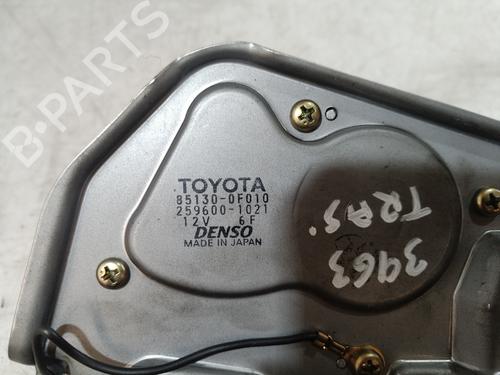 B-PARTS
TOYOTA
85130-0F010
259600-1021
12V 6F
DENSO
MADE IN JAPAN
3963
TRAS.